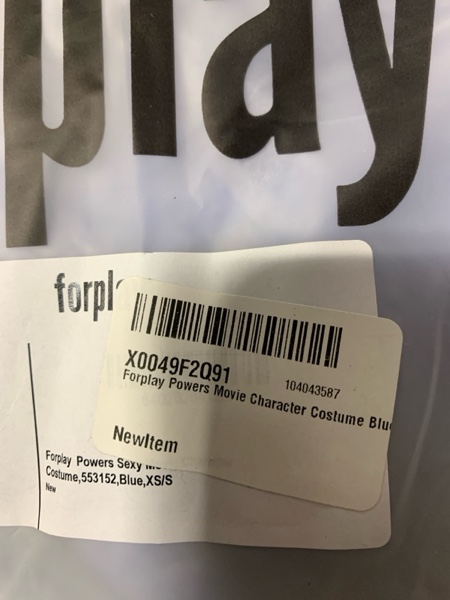 play
forpl
X0049F2Q91
104043587
Forplay Powers Movie Character Costume Blu
NewItem
Forplay Powers Sexy Mo
Costume,553152,Blue,XS/S
New